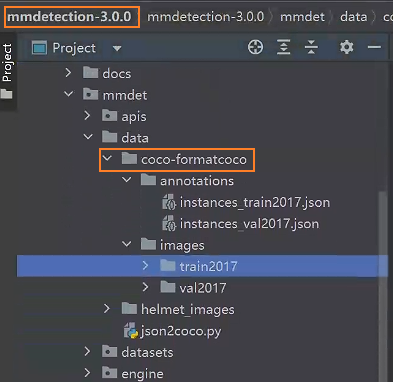 mmdetection-3.0.0 mmdetection-3.0.0 mmdet data
Project
Project
docs
mmdet
apis
data
coco-formatcoco
annotations
instances_train2017.json
instances_val2017.json
images
train2017
val2017
helmet_images
json2coco.py
datasets
engine